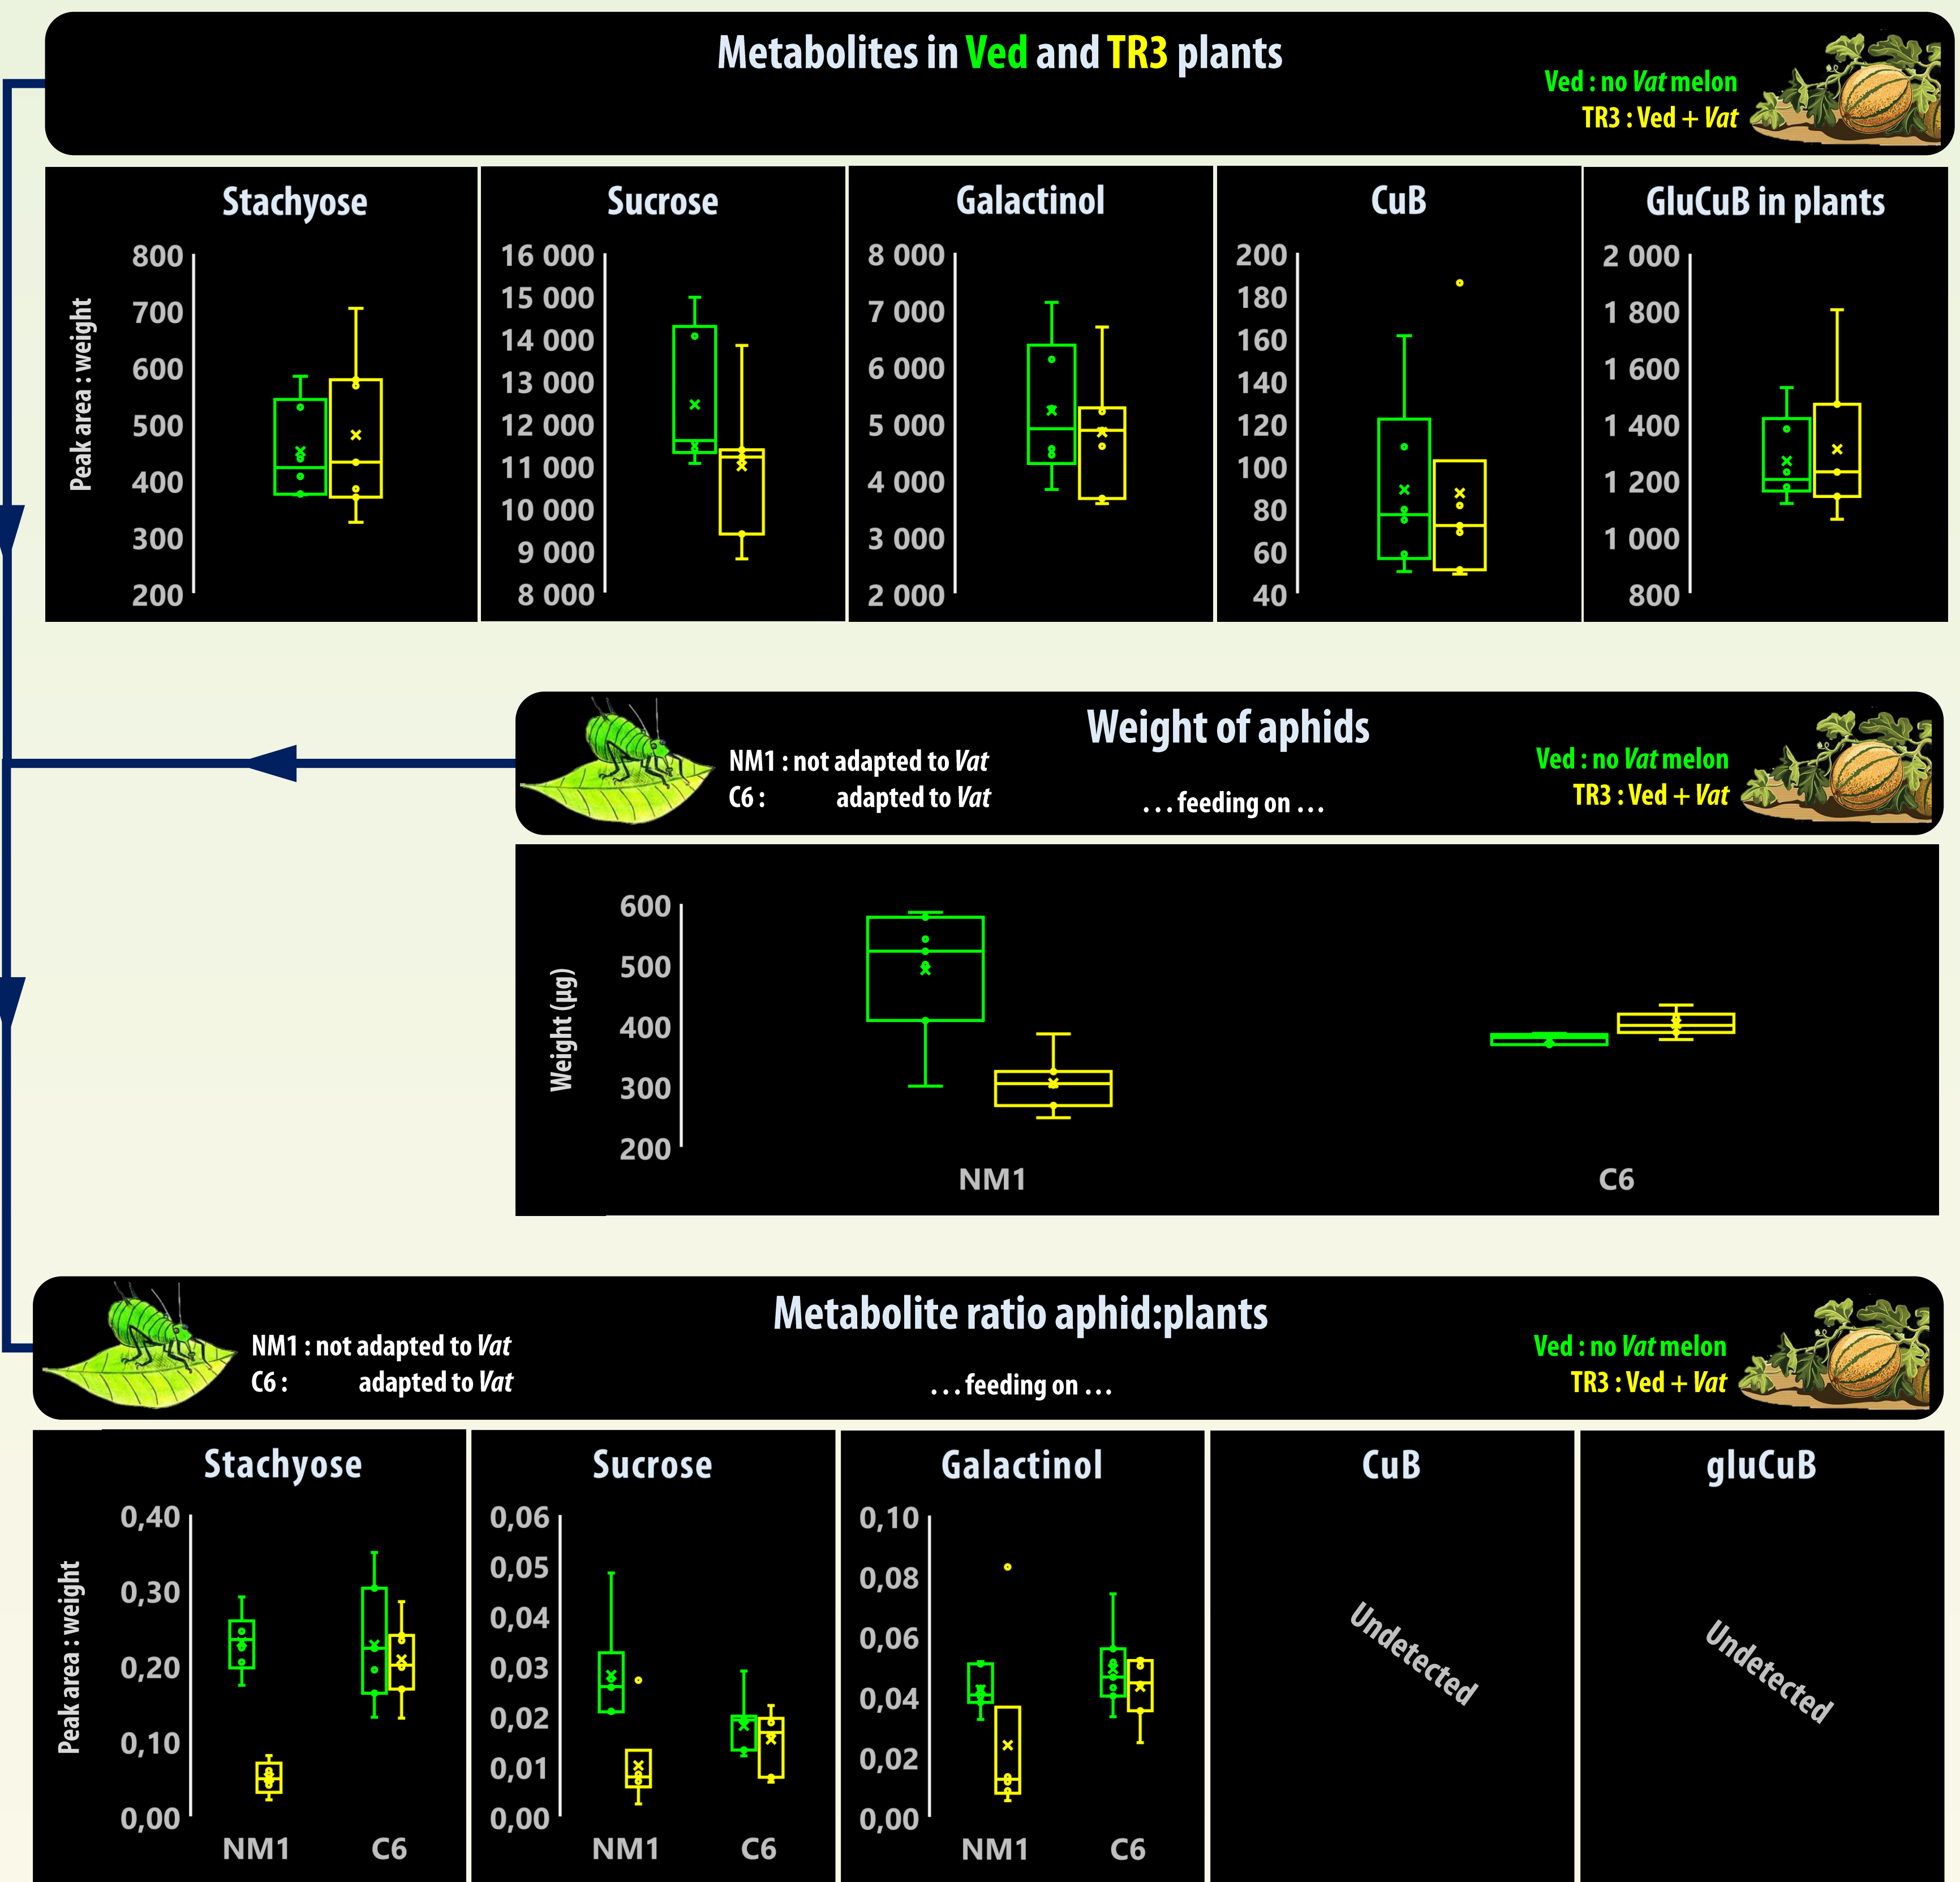 Metabolites in Ved and TR3 plants
Ved : no Vat melon
TR3 : Ved + Vat
Stachyose
Peak area : weight
800
700
600
500
400
300
200
Sucrose
16 000
15 000
14 000
13 000
12 000
11 000
10 000
9 000
8 000
Galactinol
8 000
7 000
6 000
5 000
4 000
3 000
2 000
CuB
200
180
160
140
120
100
80
60
40
GluCuB in plants
2 000
1 800
1 600
1 400
1 200
1 000
800
Weight of aphids
NM1 : not adapted to Vat
C6 : adapted to Vat
...feeding on ...
Ved : no Vat melon
TR3 : Ved + Vat
Weight (µg)
600
500
400
300
200
NM1
C6
Metabolite ratio aphid:plants
NM1 : not adapted to Vat
C6 : adapted to Vat
...feeding on ...
Ved : no Vat melon
TR3 : Ved + Vat
Stachyose
Peak area : weight
0,40
0,30
0,20
0,10
0,00
NM1
C6
Sucrose
0,06
0,05
0,04
0,03
0,02
0,01
0,00
NM1
C6
Galactinol
0,10
0,08
0,06
0,04
0,02
0,00
NM1
C6
CuB
Undetected
gluCuB
Undetected